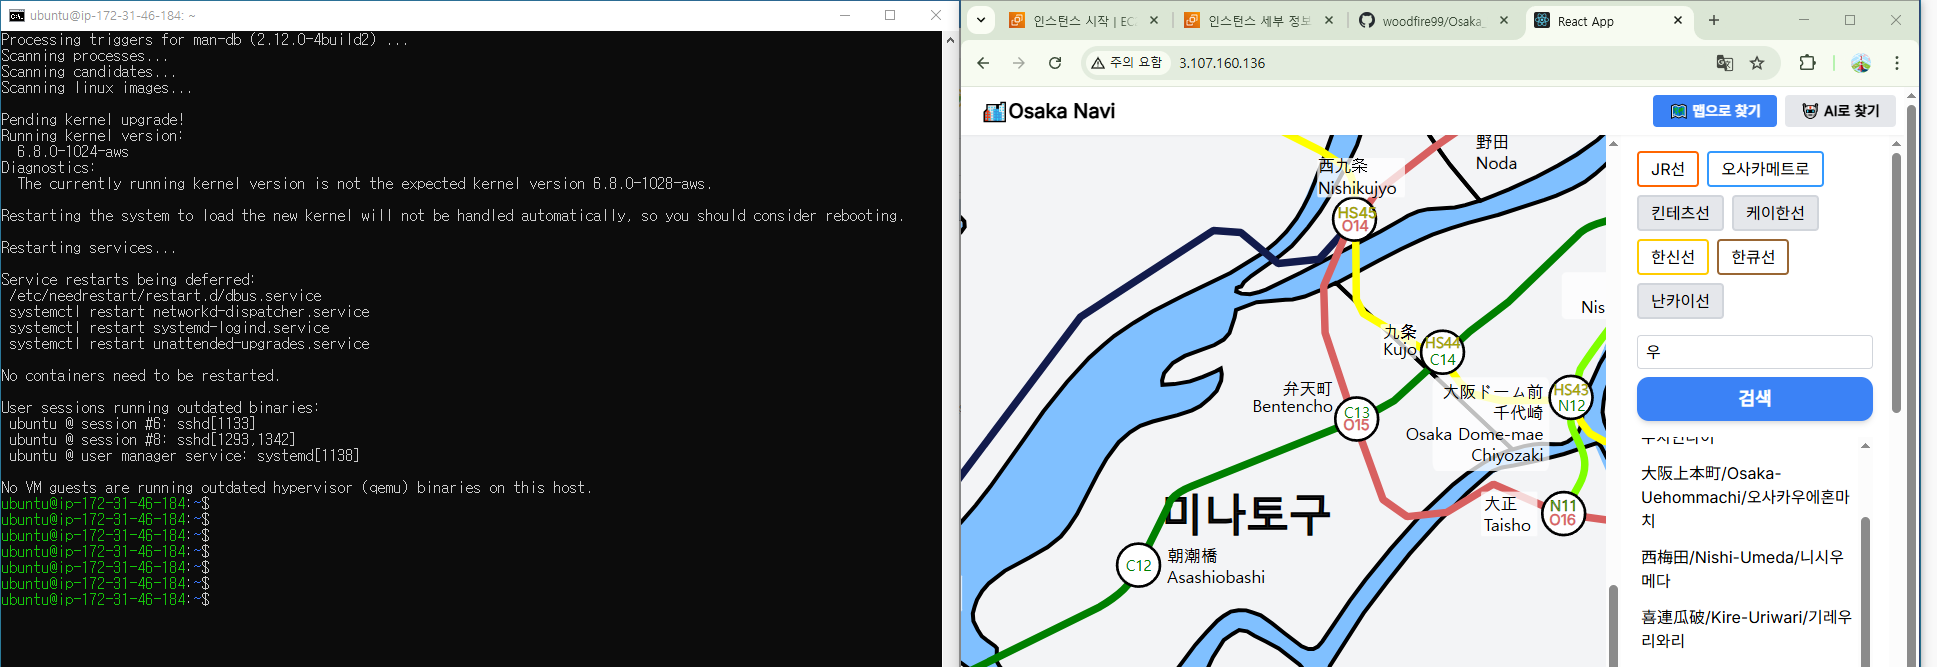 ubuntu@ip-172-31-46-184: ~
Processing triggers for man-db (2.12.0-4build2) ...
Scanning processes...
Scanning candidates...
Scanning linux images...
Pending kernel upgrade!
Running kernel version:
6.8.0-1024-aws
Diagnostics:
The currently running kernel version is not the expected kernel version 6.8.0-1028-aws.
Restarting the system to load the new kernel will not be handled automatically, so you should consider rebooting.
Restarting services...
Service restarts being deferred:
/etc/needrestart/restart.d/dbus.service
systemctl restart networkd-dispatcher.service
systemctl restart systemd-logind.service
systemctl restart unattended-upgrades.service
No containers need to be restarted.
User sessions running outdated binaries:
ubuntu @ session #6: sshd[1133]
ubuntu @ session #8: sshd[1293,1342]
ubuntu @ user manager service: systemd[1138]
No VM guests are running outdated hypervisor (qemu) binaries on this host.
ubuntu@ip-172-31-46-184:~$
ubuntu@ip-172-31-46-184:~$
ubuntu@ip-172-31-46-184:~$
ubuntu@ip-172-31-46-184:~$
ubuntu@ip-172-31-46-184:~$
ubuntu@ip-172-31-46-184:~$
ubuntu@ip-172-31-46-184:~$
인스턴스 시작 | EC
인스턴스 세부 정보
woodfire99/Osaka_
React App
주의 요함
3.107.160.136
Osaka Navi
맵으로 찾기
AI로 찾기
野田
Noda
西九条
Nishikujyo
HS45
O14
Nis
九条
Kujo
HS44
C14
弁天町
Bentencho
C13
O15
大阪ドーム前
千代崎
Osaka Dome-mae
Chiyozaki
HS43
N12
미나토구
大正
Taisho
N11
O16
C12
朝潮橋
Asashiobashi
JR선
오사카메트로
킨테츠선
케이한선
한신선
한큐선
난카이선
우
검색
大阪上本町/Osaka-
Uehommachi/오사카우에혼마
치
西梅田/Nishi-Umeda/니시우
메다
喜連瓜破/Kire-Uriwari/기레우
리와리